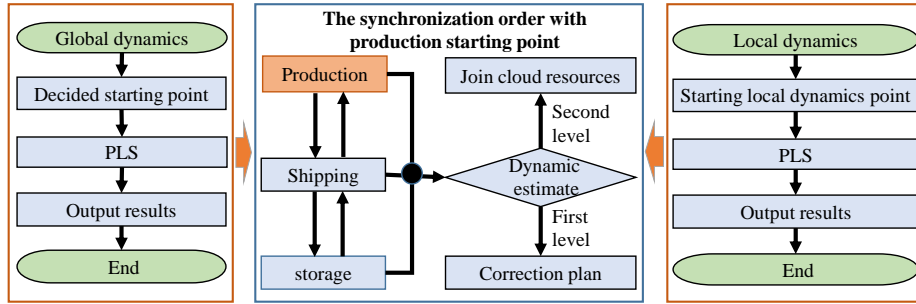 Global dynamics
Decided starting point
PLS
Output results
End
The synchronization order with
production starting point
Production
Shipping
storage
Join cloud resources
Second
level
Dynamic
estimate
First
level
Correction plan
Local dynamics
Starting local dynamics point
PLS
Output results
End